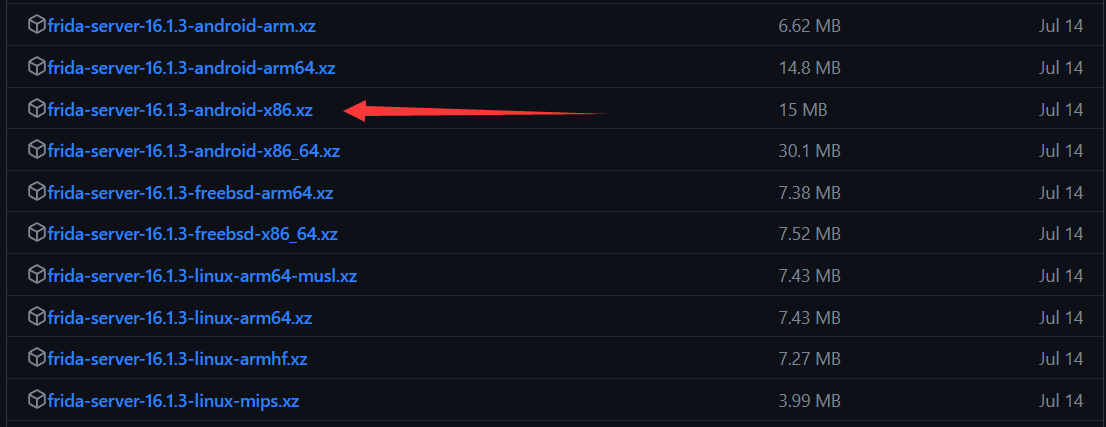 frida-server-16.1.3-android-arm.xz 6.62 MB Jul 14
frida-server-16.1.3-android-arm64.xz 14.8 MB Jul 14
frida-server-16.1.3-android-x86.xz 15 MB Jul 14
frida-server-16.1.3-android-x86_64.xz 30.1 MB Jul 14
frida-server-16.1.3-freebsd-arm64.xz 7.38 MB Jul 14
frida-server-16.1.3-freebsd-x86_64.xz 7.52 MB Jul 14
frida-server-16.1.3-linux-arm64-musl.xz 7.43 MB Jul 14
frida-server-16.1.3-linux-arm64.xz 7.43 MB Jul 14
frida-server-16.1.3-linux-armhf.xz 7.27 MB Jul 14
frida-server-16.1.3-linux-mips.xz 3.99 MB Jul 14